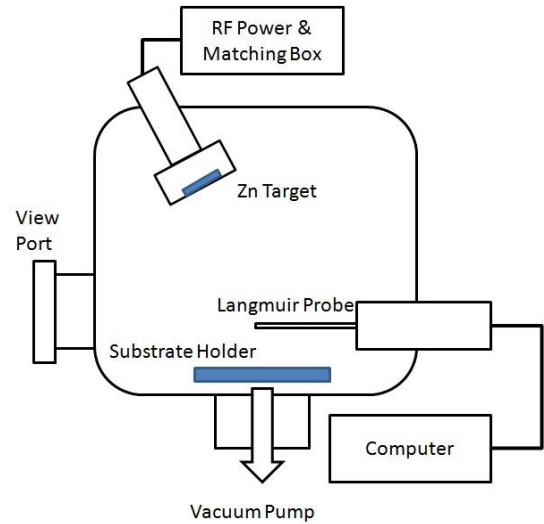 RF Power &
Matching Box
Zn Target
View
Port
Langmuir Probe
Substrate Holder
Computer
Vacuum Pump